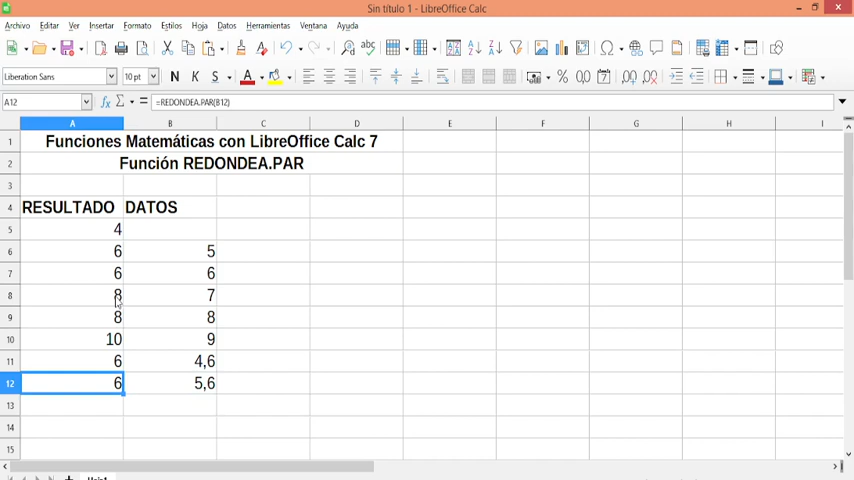 Sin título 1 - LibreOffice Calc
Archivo Editar Ver Insertar Formato Estilos Hoja Datos Herramientas Ventana Ayuda
Liberation Sans 10 pt N K S A
A12 =REDONDEA.PAR(B12)
A B C D E F G H I
1 Funciones Matemáticas con LibreOffice Calc 7
2 Función REDONDEA.PAR
3
4 RESULTADO DATOS
5 4
6 6 5
7 6 6
8 8 7
9 8 8
10 10 9
11 6 4,6
12 6 5,6
13
14
15
Hoja1